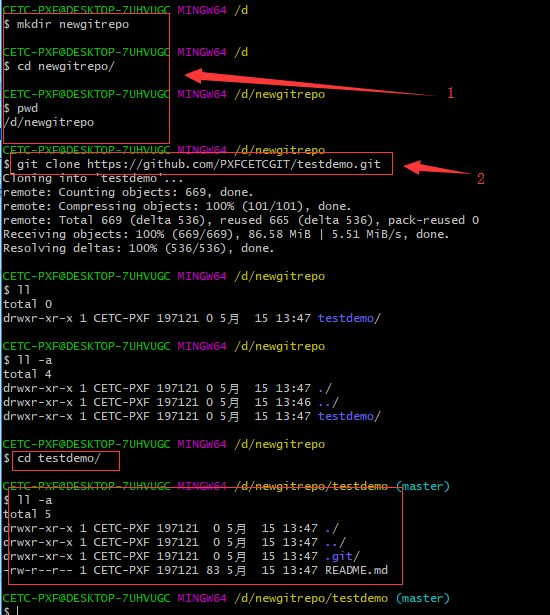 CETC-PXF@DESKTOP-7UHVUGC MINGW64 /d
$ mkdir newgitrepo
CETC-PXF@DESKTOP-7UHVUGC MINGW64 /d
$ cd newgitrepo/
1
CETC-PXF@DESKTOP-7UHVUGC MINGW64 /d/newgitrepo
$ pwd
/d/newgitrepo
CETC-PXF@DESKTOP-7UHVUGC MINGW64 /d/newgitrepo
$ git clone https://github.com/PXFCETCGIT/testdemo.git
2
Cloning into 'testdemo'...
remote: Counting objects: 669, done.
remote: Compressing objects: 100% (101/101), done.
remote: Total 669 (delta 536), reused 665 (delta 536), pack-reused 0
Receiving objects: 100% (669/669), 86.58 MiB | 5.51 MiB/s, done.
Resolving deltas: 100% (536/536), done.
CETC-PXF@DESKTOP-7UHVUGC MINGW64 /d/newgitrepo
$ ll
total 0
drwxr-xr-x 1 CETC-PXF 197121 0 5月  15 13:47 testdemo/
CETC-PXF@DESKTOP-7UHVUGC MINGW64 /d/newgitrepo
$ ll -a
total 4
drwxr-xr-x 1 CETC-PXF 197121 0 5月  15 13:47 ./
drwxr-xr-x 1 CETC-PXF 197121 0 5月  15 13:46 ../
drwxr-xr-x 1 CETC-PXF 197121 0 5月  15 13:47 testdemo/
CETC-PXF@DESKTOP-7UHVUGC MINGW64 /d/newgitrepo
$ cd testdemo/
CETC-PXF@DESKTOP-7UHVUGC MINGW64 /d/newgitrepo/testdemo (master)
$ ll -a
total 5
drwxr-xr-x 1 CETC-PXF 197121  0 5月  15 13:47 ./
drwxr-xr-x 1 CETC-PXF 197121  0 5月  15 13:47 ../
drwxr-xr-x 1 CETC-PXF 197121  0 5月  15 13:47 .git/
-rw-r--r-- 1 CETC-PXF 197121 83 5月  15 13:47 README.md
CETC-PXF@DESKTOP-7UHVUGC MINGW64 /d/newgitrepo/testdemo (master)
$